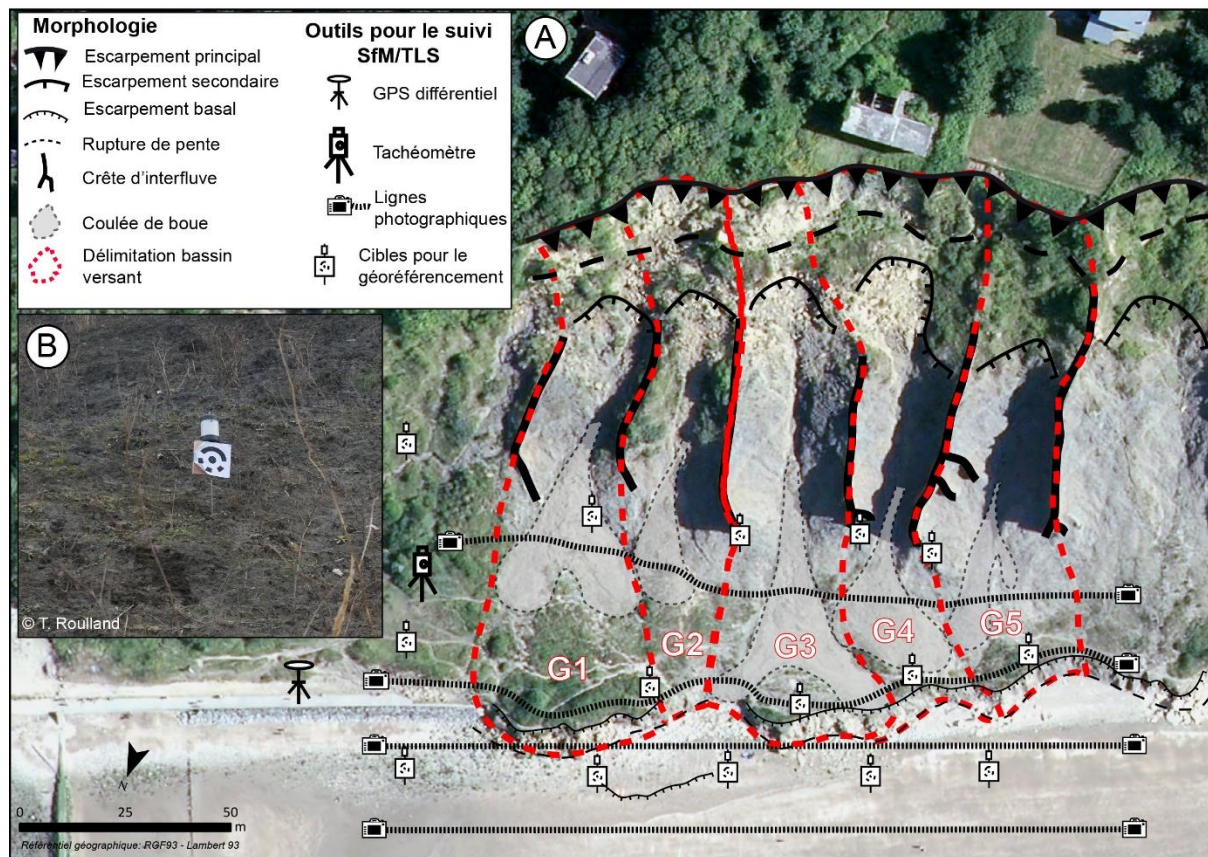 Morphologie
Escarpement principal
Escarpement secondaire
Escarpement basal
Rupture de pente
Crête d'interfluve
Coulée de boue
Délimitation bassin
versant
Outils pour le suivi
SfM/TLS
GPS différentiel
Tachéomètre
Lignes
photographiques
Cibles pour le
géoréférencement
A
B
© T. Roulland
G1
G2
G3
G4
G5
N
0
25
50
m
Référentiel géographique: RGF93 - Lambert 93